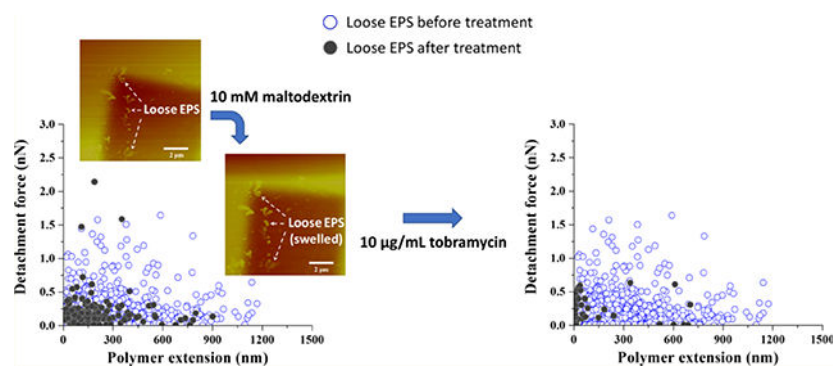 Loose EPS before treatment
Loose EPS after treatment
10 mM maltodextrin
Loose EPS
2 µm
Loose EPS
(swelled)
2 µm
10 µg/mL tobramycin
Detachment force (nN)
3.0
2.5
2.0
1.5
1.0
0.5
0.0
0 300 600 900 1200 1500
Polymer extension (nm)
Detachment force (nN)
3.0
2.5
2.0
1.5
1.0
0.5
0.0
0 300 600 900 1200 1500
Polymer extension (nm)